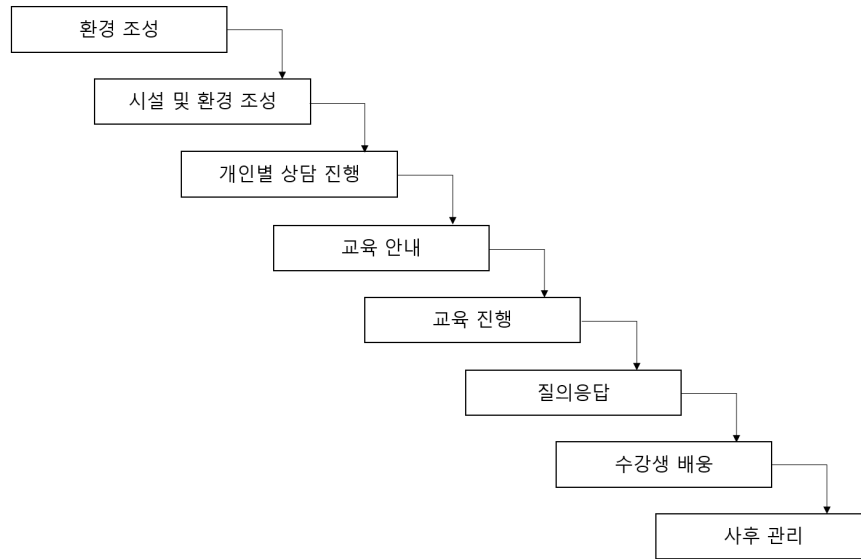 환경 조성
시설 및 환경 조성
개인별 상담 진행
교육 안내
교육 진행
질의응답
수강생 배웅
사후 관리